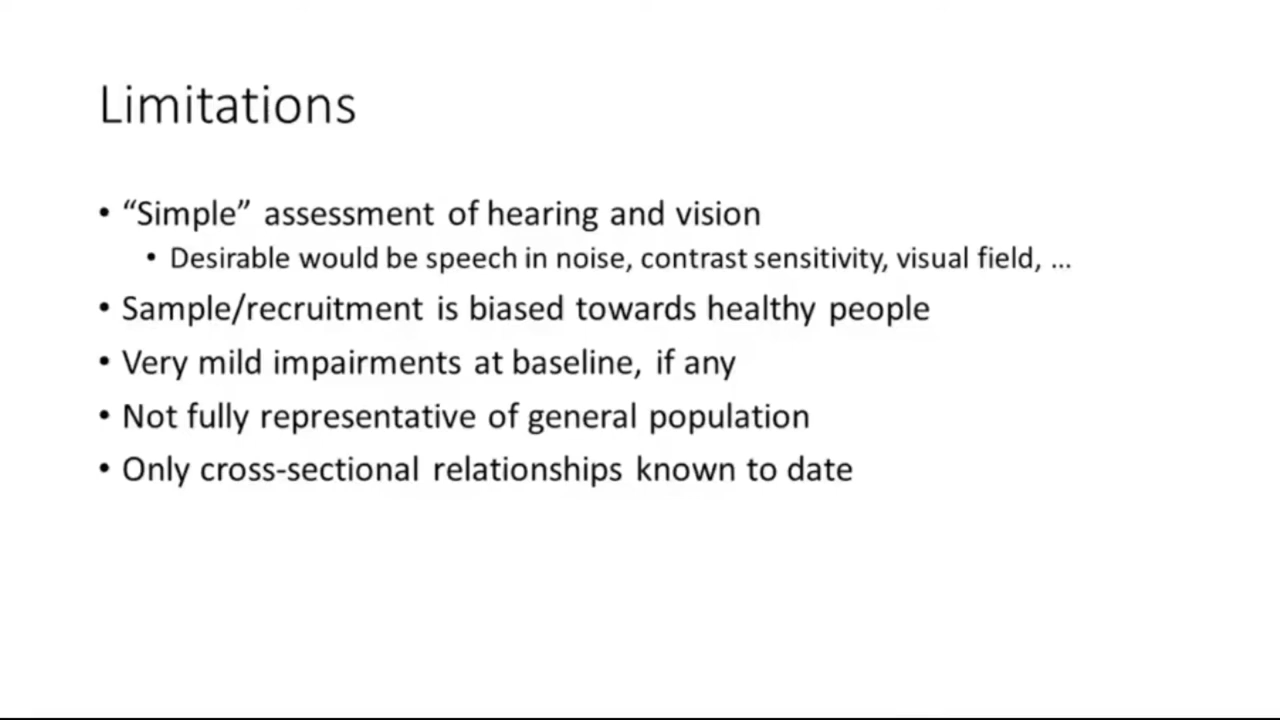 Limitations
• “Simple” assessment of hearing and vision
• Desirable would be speech in noise, contrast sensitivity, visual field, ...
• Sample/recruitment is biased towards healthy people
• Very mild impairments at baseline, if any
• Not fully representative of general population
• Only cross-sectional relationships known to date